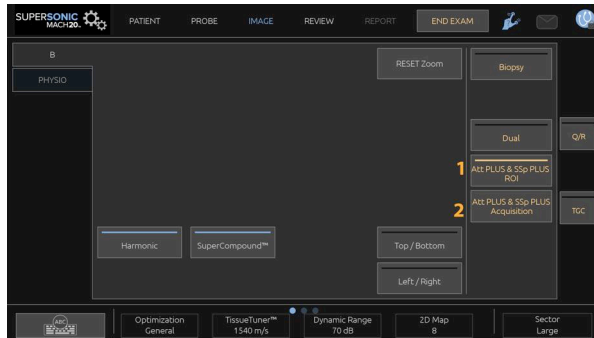 SUPERSONIC
MACH20.
PATIENT
PROBE
IMAGE
REVIEW
REPORT
END EXAM
B
PHYSIO
RESET Zoom
Biopsy
Dual
Q/R
1
Att PLUS & SSp PLUS
ROI
2
Att PLUS & SSp PLUS
Acquisition
TGC
Harmonic
SuperCompound™
Top / Bottom
Left / Right
ABC
Optimization
General
TissueTuner™
1540 m/s
Dynamic Range
70 dB
2D Map
8
Sector
Large